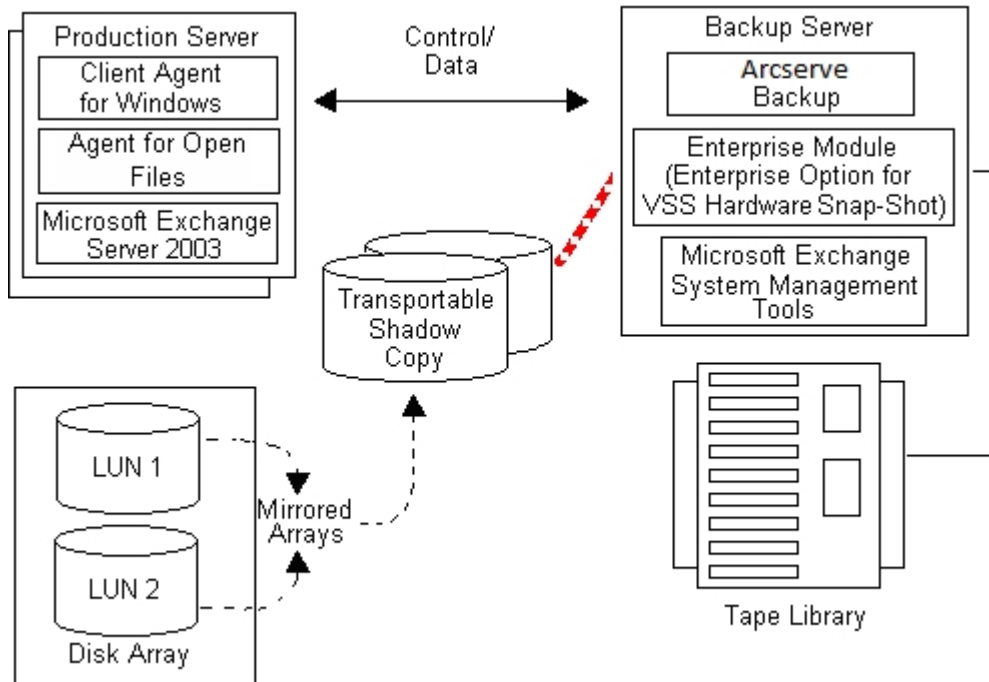 Production Server
Client Agent
for Windows
Agent for Open
Files
Microsoft Exchange
Server 2003
Control/
Data
Backup Server
Arcserve
Backup
Enterprise Module
(Enterprise Option for
VSS Hardware Snap-Shot)
Microsoft Exchange
System Management
Tools
Transportable
Shadow
Copy
LUN 1
LUN 2
Disk Array
Mirrored
Arrays
Tape Library